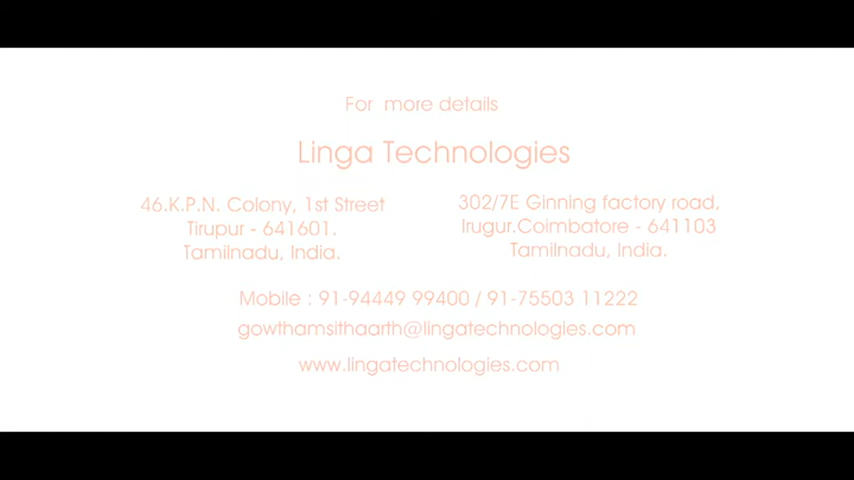 For more details
Linga Technologies
46.K.P.N. Colony, 1st Street
Tirupur - 641601.
Tamilnadu, India.
302/7E Ginning factory road,
Irugur.Coimbatore - 641103
Tamilnadu, India.
Mobile : 91-94449 99400 / 91-75503 11222
gowthamsithaarth@lingatechnologies.com
www.lingatechnologies.com